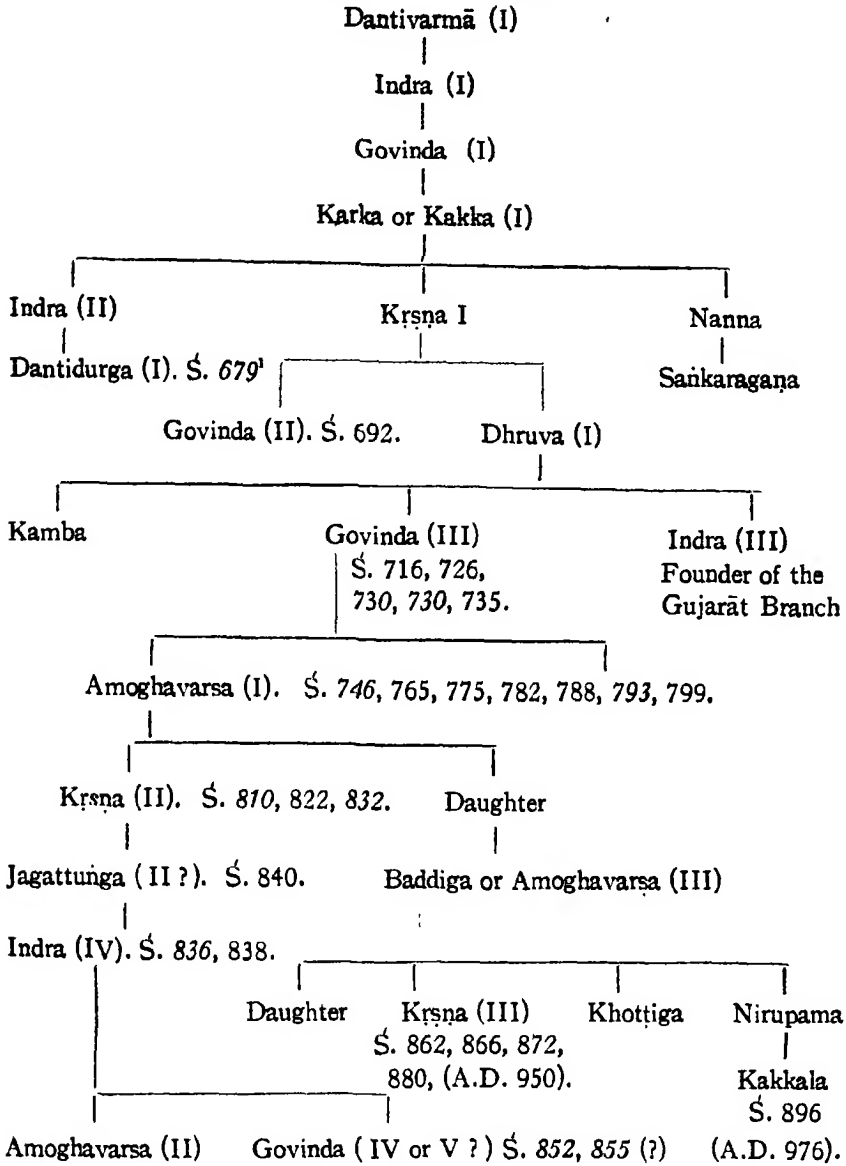 Dantivarmā (I)
Indra (I)
Govinda (I)
Karka or Kakka (I)
Indra (II) Kṛsṇa I Nanna
Dantidurga (I). Ś. 679¹ Saṅkaragaṇa
Govinda (II). Ś. 692. Dhruva (I)
Kamba Govinda (III) Indra (III)
Ś. 716, 726, Founder of the
730, 730, 735. Gujarāt Branch
Amoghavarsa (I). Ś. 746, 765, 775, 782, 788, 793, 799.
Kṛsṇa (II). Ś. 810, 822, 832. Daughter
Jagattuṅga (II ?). Ś. 840. Baddiga or Amoghavarṣa (III)
Indra (IV). Ś. 836, 838.
Daughter Kṛsṇa (III) Khoṭṭiga Nirupama
Ś. 862, 866, 872,
880, (A.D. 950). Kakkala
Ś. 896
Amoghavarsa (II) Govinda ( IV or V ? ) Ś. 852, 855 (?) (A.D. 976).